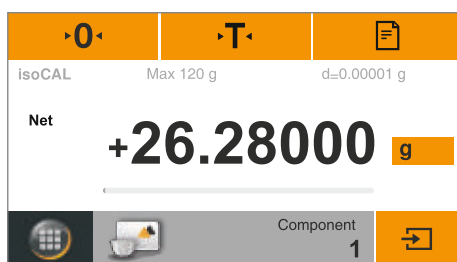 0 T
isoCAL Max 120 g d=0.00001 g
Net
+26.28000 g
Component
1